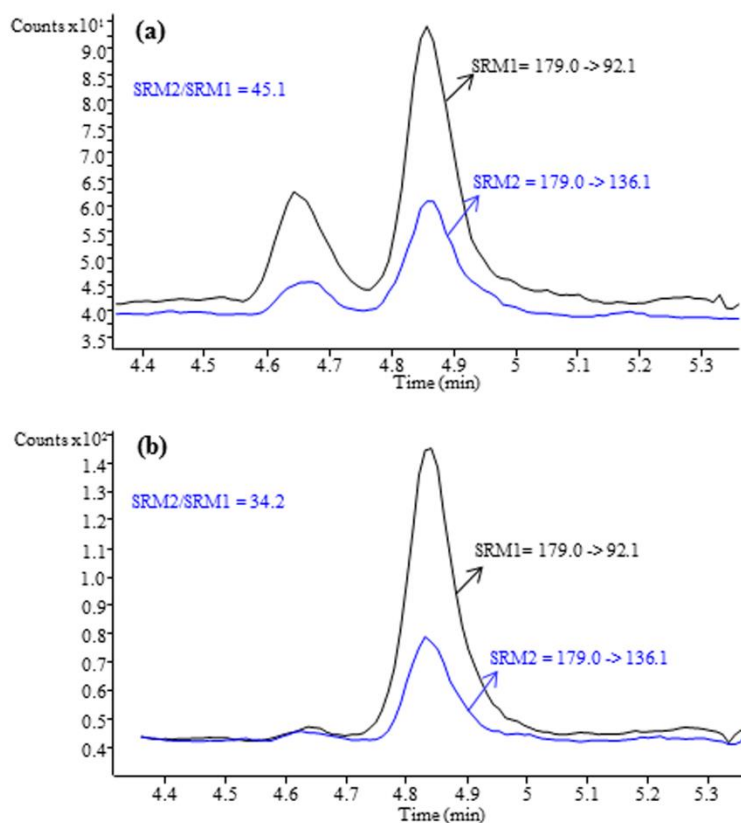 Counts x10¹
(a)
9.0
8.5
8.0
7.5
7.0
6.5
6.0
5.5
5.0
4.5
4.0
3.5
SRM2/SRM1 = 45.1
SRM1= 179.0 -> 92.1
SRM2 = 179.0 -> 136.1
4.4 4.5 4.6 4.7 4.8 4.9 5 5.1 5.2 5.3
Time (min)
Counts x10²
(b)
1.4
1.3
1.2
1.1
1.0
0.9
0.8
0.7
0.6
0.5
0.4
SRM2/SRM1 = 34.2
SRM1= 179.0 -> 92.1
SRM2 = 179.0 -> 136.1
4.4 4.5 4.6 4.7 4.8 4.9 5 5.1 5.2 5.3
Time (min)